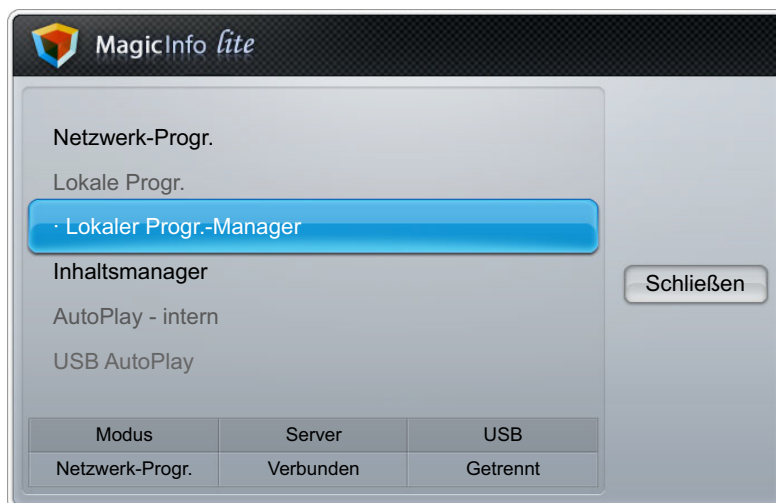 MagicInfo lite
Netzwerk-Progr.
Lokale Progr.
· Lokaler Progr.-Manager
Inhaltsmanager
AutoPlay - intern
USB AutoPlay
Schließen
Modus Server USB
Netzwerk-Progr. Verbunden Getrennt